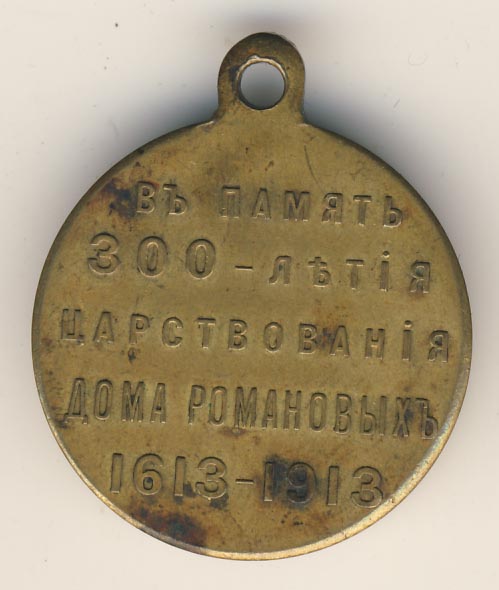 ВЪ ПАМЯТЬ
300-ЛѢТІЯ
ЦАРСТВОВАНІЯ
ДОМА РОМАНОВЫХЪ
1613-1913